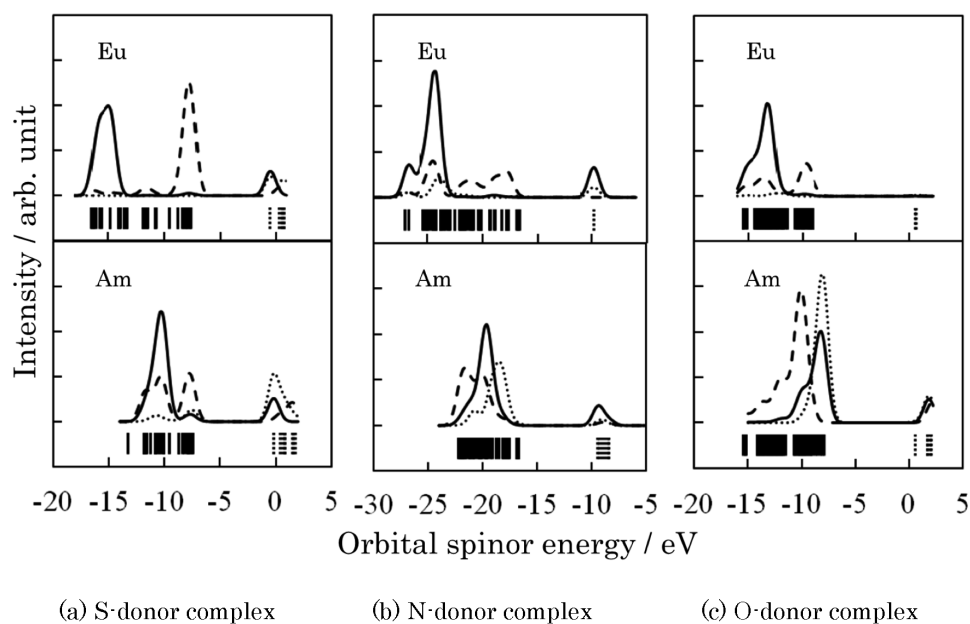 Eu
Eu
Eu
Am
Am
Am
Intensity / arb. unit
-20 -15 -10 -5 0 5
-30 -25 -20 -15 -10 -5
-20 -15 -10 -5 0 5
Orbital spinor energy / eV
(a) S-donor complex
(b) N-donor complex
(c) O-donor complex